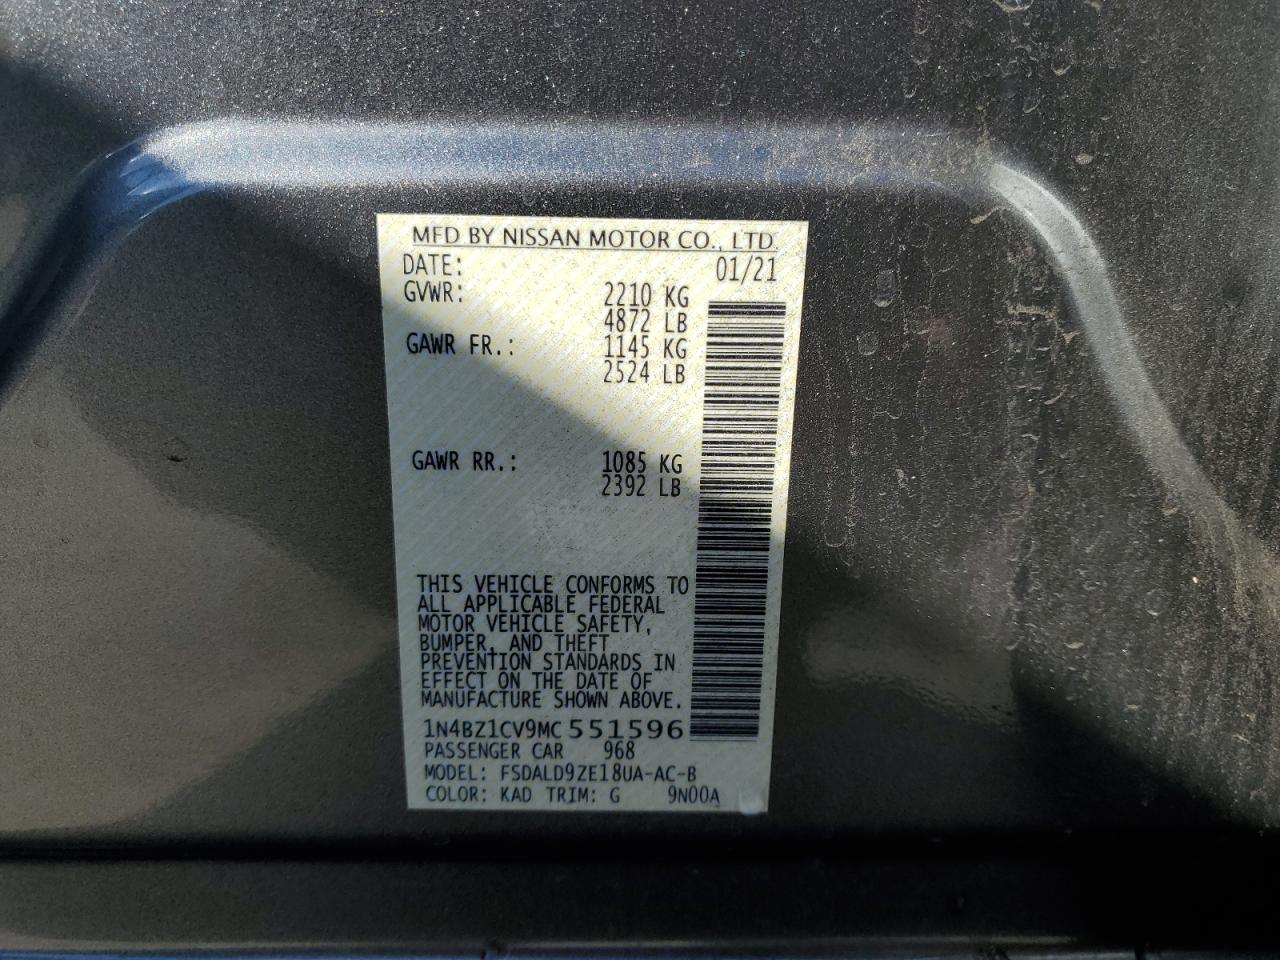 MFD BY NISSAN MOTOR CO., LTD.
DATE: 01/21
GVWR: 2210 KG
4872 LB
GAWR FR.: 1145 KG
2524 LB
GAWR RR.: 1085 KG
2392 LB
THIS VEHICLE CONFORMS TO
ALL APPLICABLE FEDERAL
MOTOR VEHICLE SAFETY,
BUMPER, AND THEFT
PREVENTION STANDARDS IN
EFFECT ON THE DATE OF
MANUFACTURE SHOWN ABOVE.
1N4BZ1CV9MC551596
PASSENGER CAR 968
MODEL: FSDALD9ZE18UA-AC-B
COLOR: KAD TRIM: G 9N00A